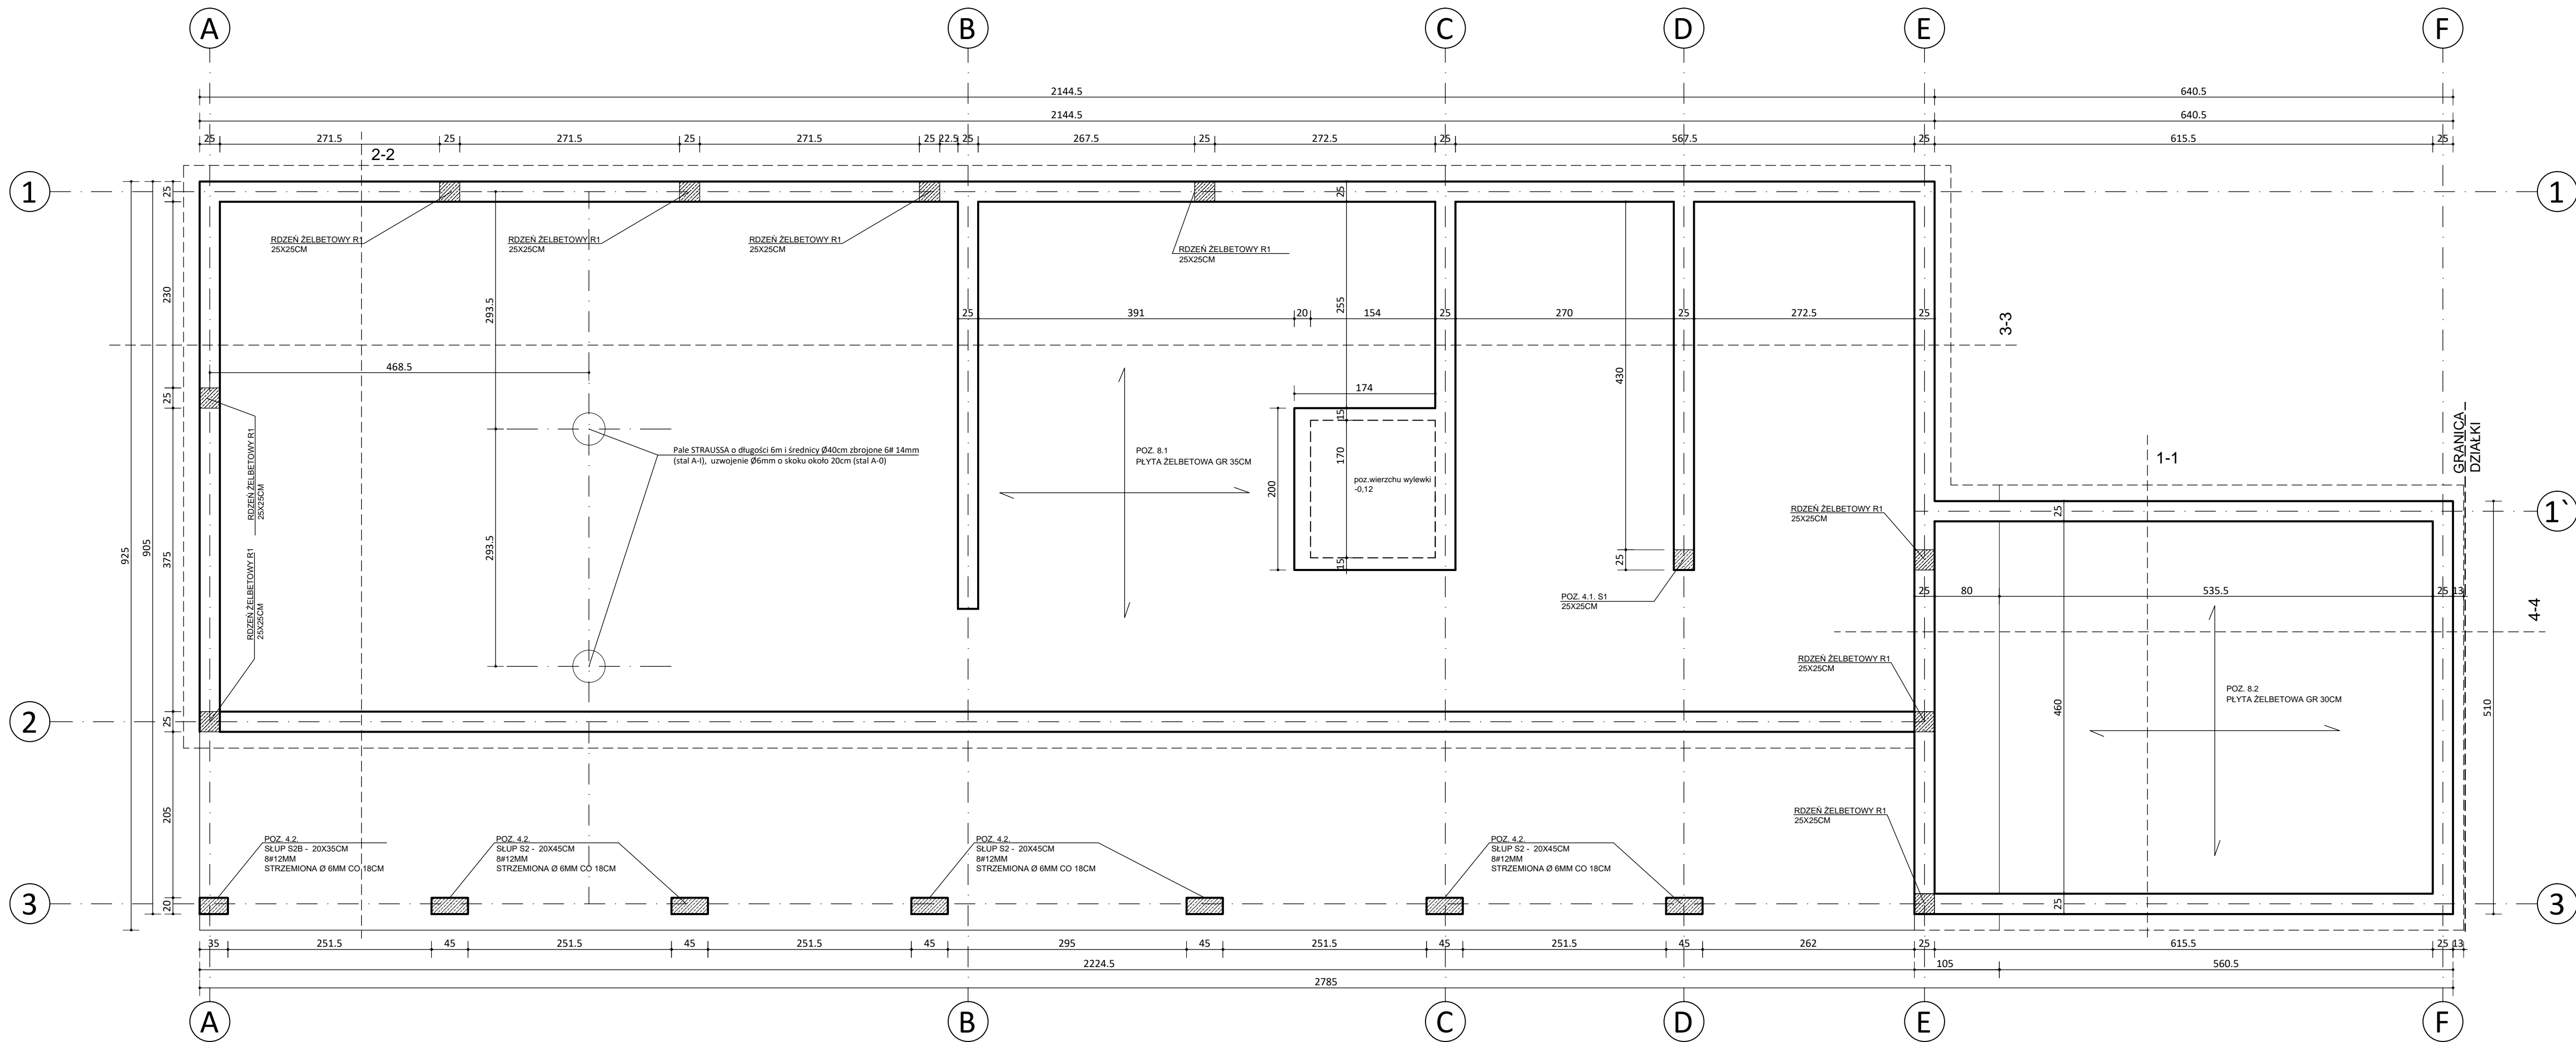 A B C D E F
2144.5 640.5
2144.5 640.5
25 271.5 25 271.5 25 271.5 25 22.5 25 267.5 25 272.5 25 567.5 25 615.5 25
2-2
1 1
25 25
RDZEŃ ŻELBETOWY R1
25X25CM
RDZEŃ ŻELBETOWY R1
25X25CM
RDZEŃ ŻELBETOWY R1
25X25CM
RDZEŃ ŻELBETOWY R1
25X25CM
230
293.5
255
25 391 20 154 25 270 25 272.5 25
3-3
468.5
430
174
25
15
RDZEŃ ŻELBETOWY R1
25X25CM
Pale STRAUSSA o długości 6m i średnicy Ø40cm zbrojone 6# 14mm
(stal A-I), uzwojenie Ø6mm o skoku około 20cm (stal A-0)
POZ. 8.1
PŁYTA ŻELBETOWA GR 35CM
170
200
poz.wierzchu wylewki
-0,12
15
1-1
GRANICA
DZIAŁKI
RDZEŃ ŻELBETOWY R1
25X25CM
25
1`
925
905
375
293.5
25
RDZEŃ ŻELBETOWY R1
25X25CM
POZ. 4.1. S1
25X25CM
25 80 535.5 25 13
4-4
RDZEŃ ŻELBETOWY R1
25X25CM
POZ. 8.2
PŁYTA ŻELBETOWA GR 30CM
460
510
2
25
205
RDZEŃ ŻELBETOWY R1
25X25CM
POZ. 4.2.
SŁUP S2B - 20X35CM
8#12MM
STRZEMIONA Ø 6MM CO 18CM
POZ. 4.2.
SŁUP S2 - 20X45CM
8#12MM
STRZEMIONA Ø 6MM CO 18CM
POZ. 4.2.
SŁUP S2 - 20X45CM
8#12MM
STRZEMIONA Ø 6MM CO 18CM
POZ. 4.2.
SŁUP S2 - 20X45CM
8#12MM
STRZEMIONA Ø 6MM CO 18CM
3 3
20
25
35 251.5 45 251.5 45 251.5 45 295 45 251.5 45 251.5 45 262 25 615.5 25 13
2224.5 105 560.5
2785
A B C D E F